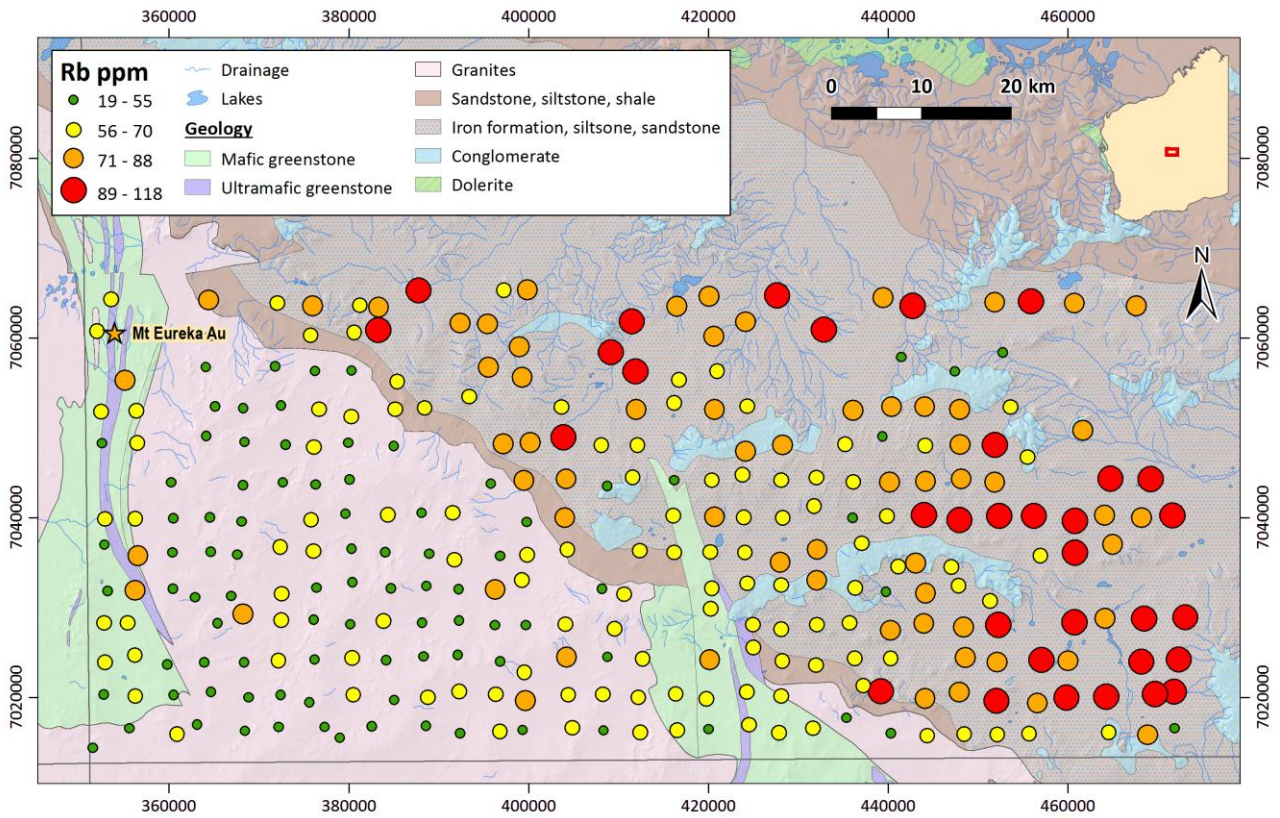 360000 380000 400000 420000 440000 460000
Rb ppm
19 - 55
56 - 70
71 - 88
89 - 118
Drainage
Lakes
Geology
Mafic greenstone
Ultramafic greenstone
Granites
Sandstone, siltstone, shale
Iron formation, siltsone, sandstone
Conglomerate
Dolerite
0 10 20 km
N
Mt Eureka Au
7080000
7060000
7040000
7020000
7080000
7060000
7040000
7020000
360000 380000 400000 420000 440000 460000